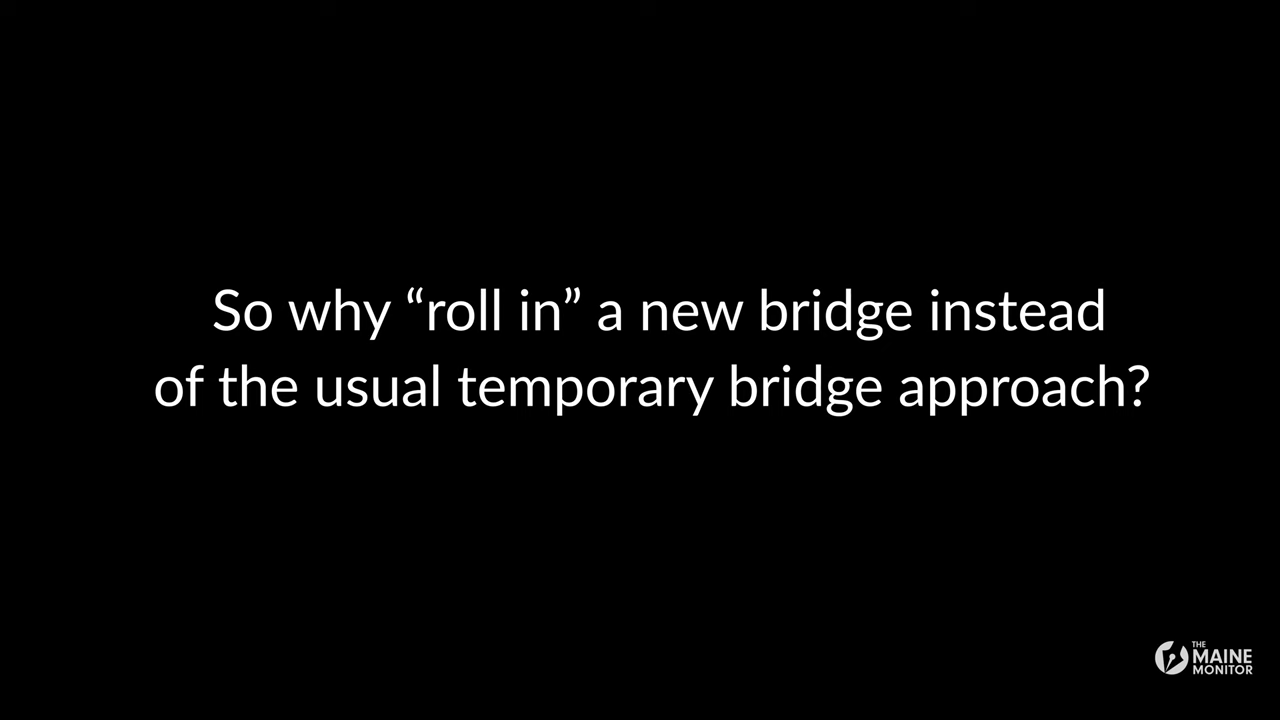 So why “roll in” a new bridge instead
of the usual temporary bridge approach?
THE
MAINE
MONITOR